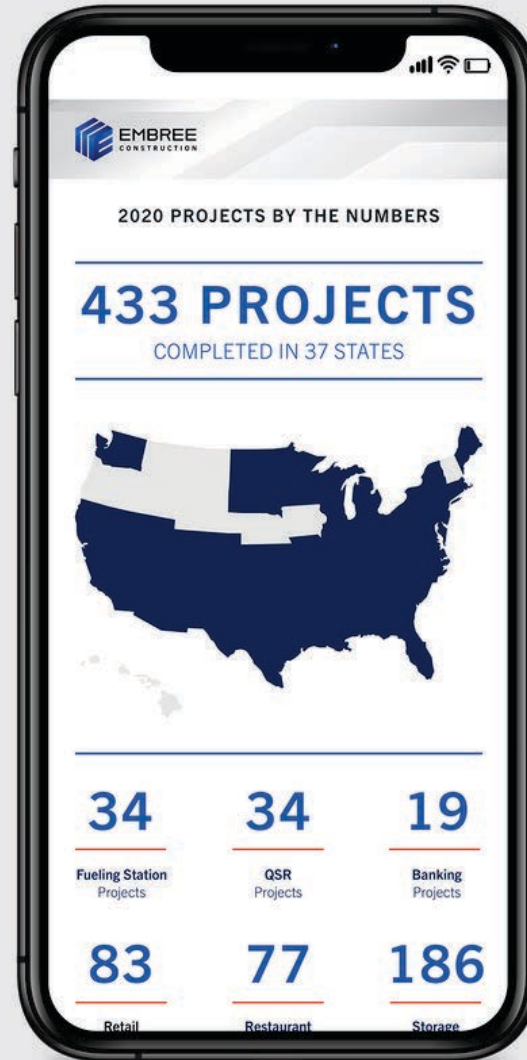 EMBREE
CONSTRUCTION
2020 PROJECTS BY THE NUMBERS
433 PROJECTS
COMPLETED IN 37 STATES
34 34 19
Fueling Station QSR Banking
Projects Projects Projects
83 77 186
Retail Restaurant Storage